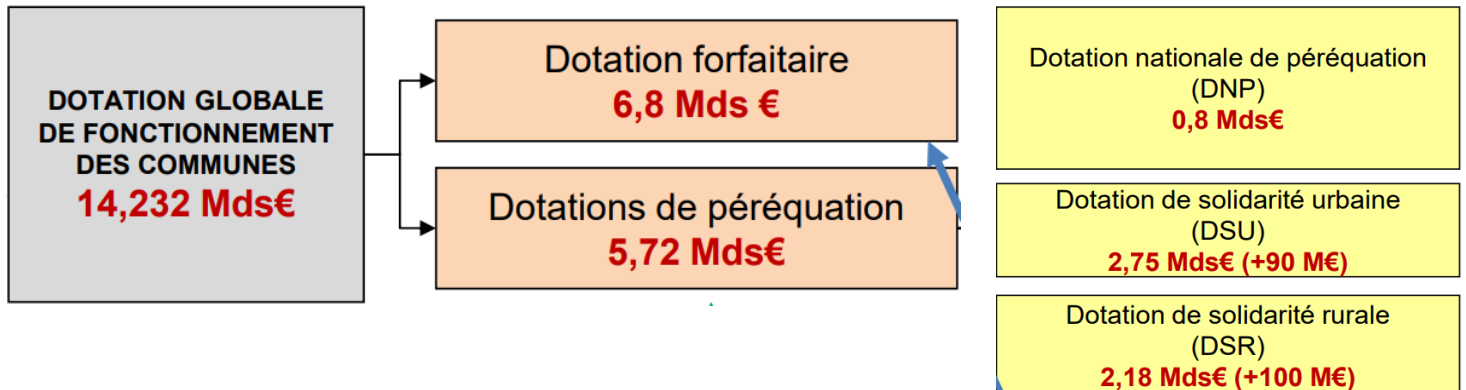 DOTATION GLOBALE
DE FONCTIONNEMENT
DES COMMUNES
14,232 Mds€
Dotation forfaitaire
6,8 Mds €
Dotations de péréquation
5,72 Mds€
Dotation nationale de péréquation
(DNP)
0,8 Mds€
Dotation de solidarité urbaine
(DSU)
2,75 Mds€ (+90 M€)
Dotation de solidarité rurale
(DSR)
2,18 Mds€ (+100 M€)